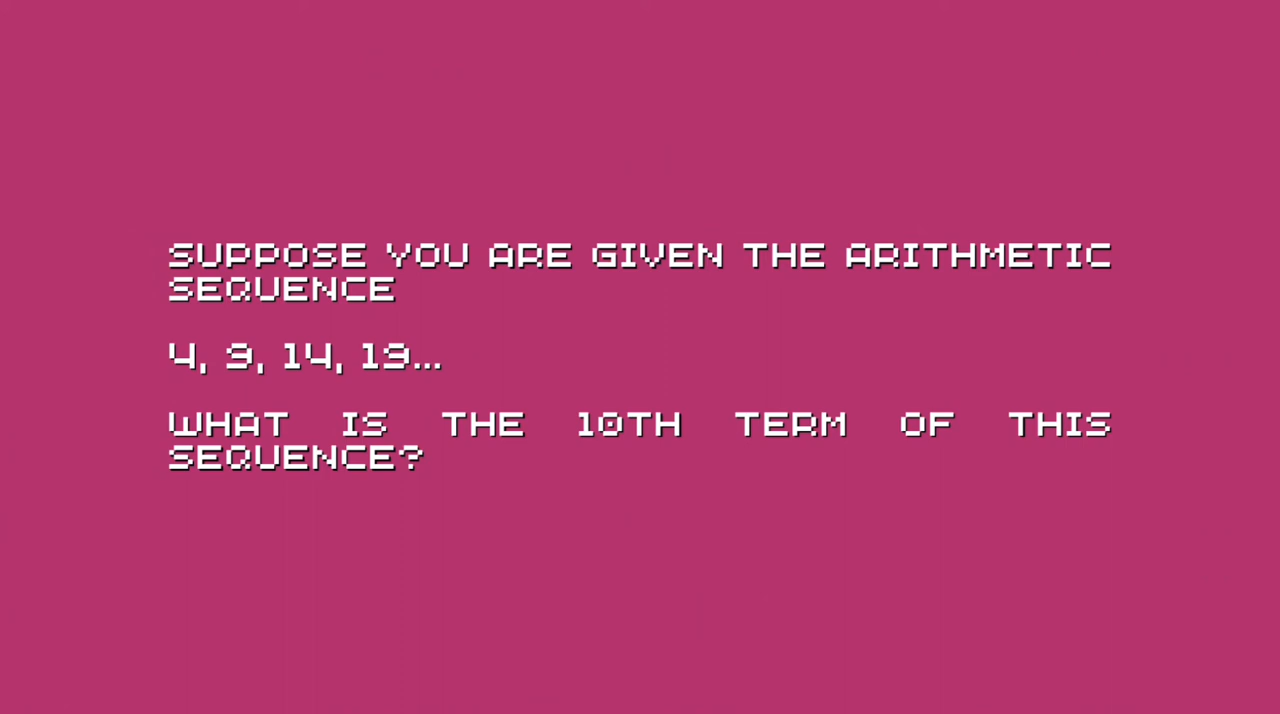 SUPPOSE YOU ARE GIVEN THE ARITHMETIC
SEQUENCE
4, 9, 14, 19...
WHAT IS THE 10TH TERM OF THIS
SEQUENCE?